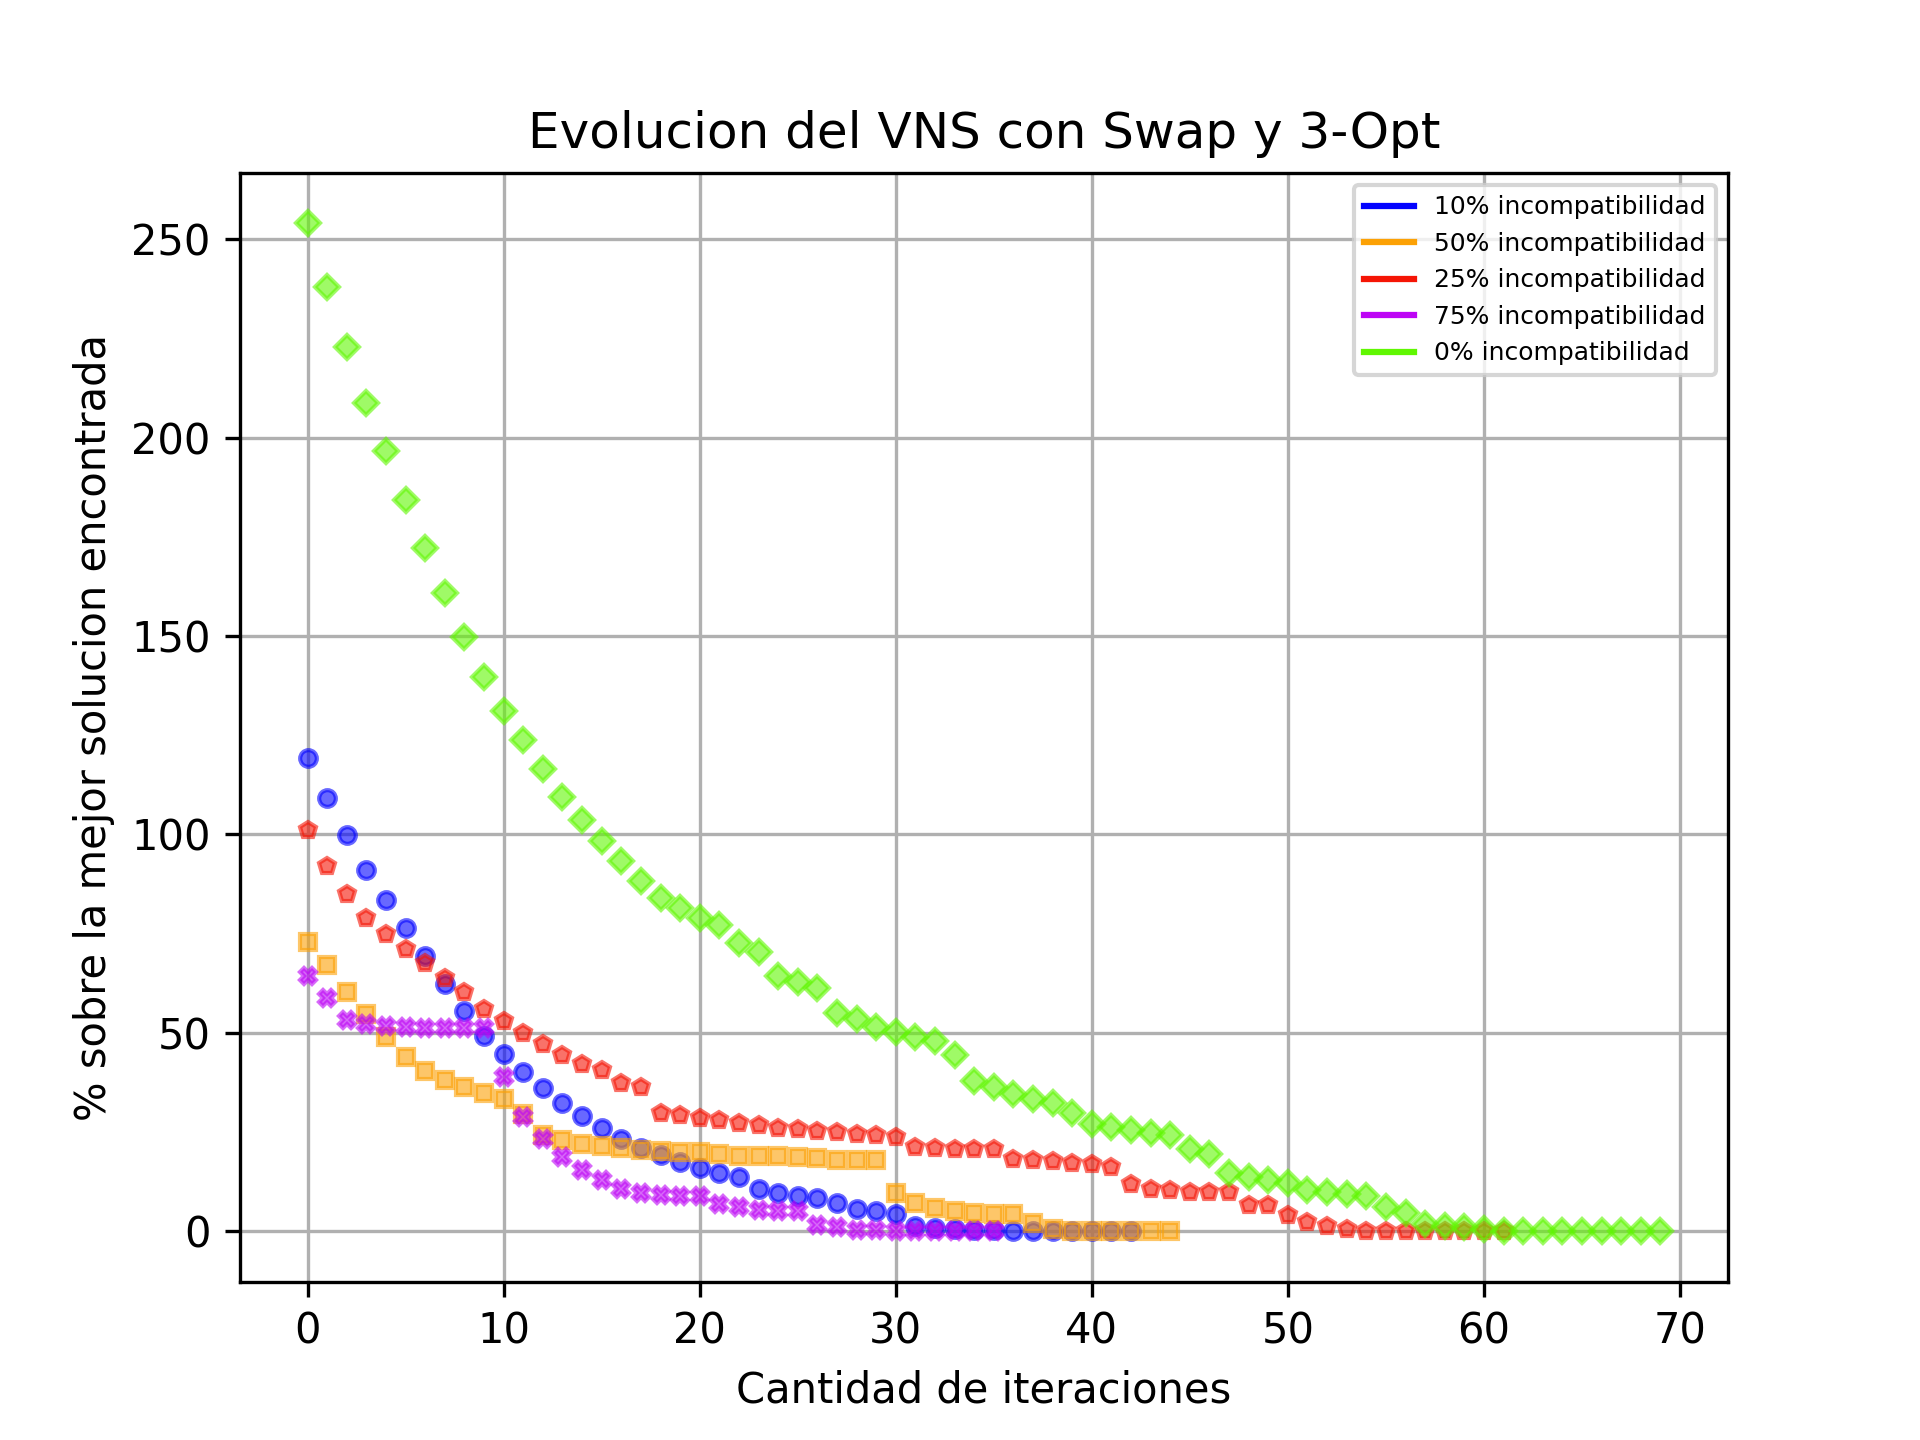 Evolucion del VNS con Swap y 3-Opt
10% incompatibilidad
50% incompatibilidad
25% incompatibilidad
75% incompatibilidad
0% incompatibilidad
% sobre la mejor solucion encontrada
250
200
150
100
50
0
0 10 20 30 40 50 60 70
Cantidad de iteraciones